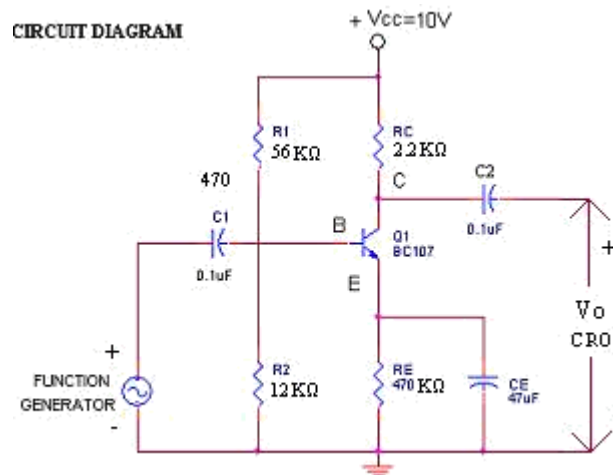 + Vcc=10V
CIRCUIT DIAGRAM
R1
56KΩ
RC
2.2KΩ
470
C
C2
C1
B
Q1
BC107
0.1uF
+
0.1uF
E
Vo
CRO
+
R2
12KΩ
RE
470KΩ
FUNCTION
GENERATOR
CE
47uF
-
-